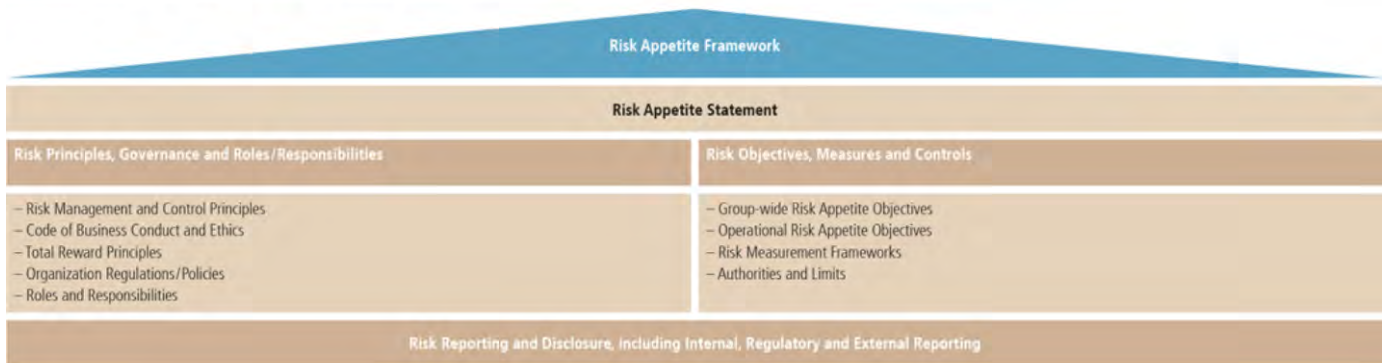 Risk Appetite Framework
Risk Appetite Statement
Risk Principles, Governance and Roles/Responsibilities
– Risk Management and Control Principles
– Code of Business Conduct and Ethics
– Total Reward Principles
– Organization Regulations/Policies
– Roles and Responsibilities
Risk Objectives, Measures and Controls
– Group-wide Risk Appetite Objectives
– Operational Risk Appetite Objectives
– Risk Measurement Frameworks
– Authorities and Limits
Risk Reporting and Disclosure, including Internal, Regulatory and External Reporting